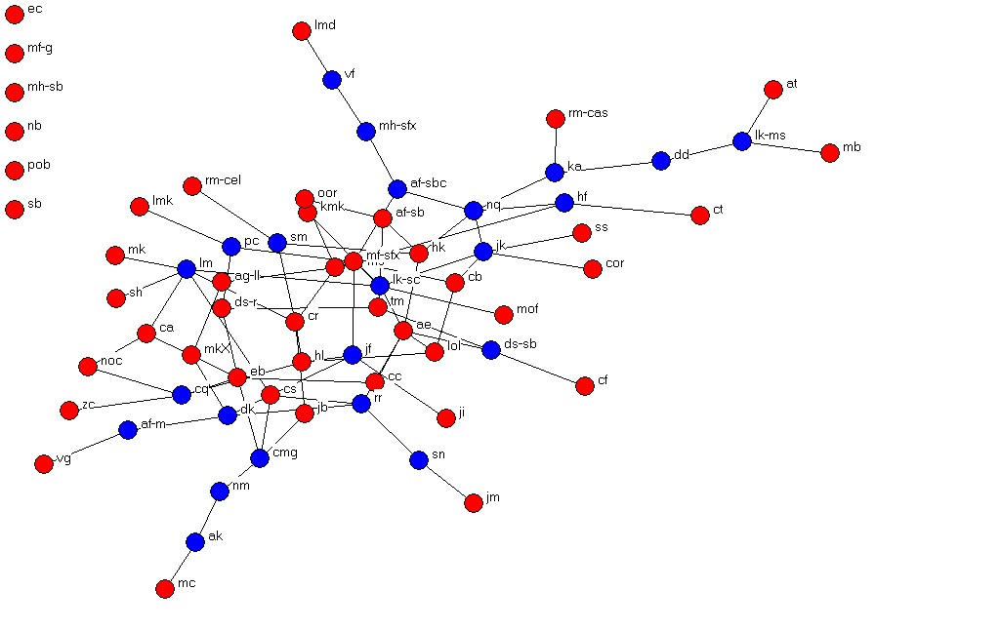 ec
lmd
mf-g
vf
at
mh-sb
rm-cas
nb
mh-sfx
lk-ms
mb
dd
pob
ka
rm-cel
af-sbc
oor
hf
lmk
kmk
nq
sb
af-sb
ct
ss
pc
sm
hk
jk
mk
mf-sfx
lm
cor
ag-ll
lk-sc
cb
sh
ds-r
tm
mof
cr
ca
ae
mkX
jf
lol
ds-sb
noc
hl
eb
cc
cf
cq
cs
zc
rr
dk
jb
ji
af-m
vg
cmg
sn
nm
jm
ak
mc